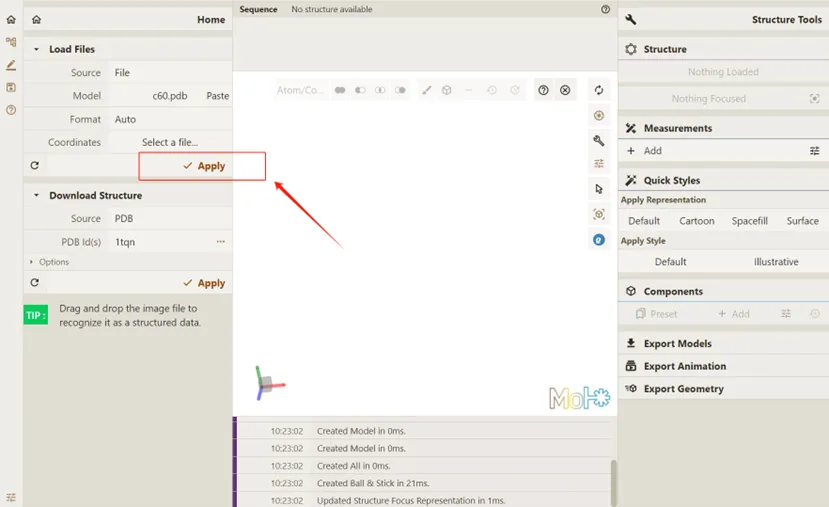 Home
Load Files
Source File
Model c60.pdb Paste
Format Auto
Coordinates Select a file...
Apply
Download Structure
Source PDB
PDB Id(s) 1tqn ...
Options
Apply
TIP : Drag and drop the image file to
recognize it as a structured data.
Sequence No structure available
Atom/Co...
Mol*
10:23:02 Created Model in 0ms.
10:23:02 Created Model in 0ms.
10:23:02 Created All in 0ms.
10:23:02 Created Ball & Stick in 21ms.
10:23:02 Updated Structure Focus Representation in 1ms.
Structure Tools
Structure
Nothing Loaded
Nothing Focused
Measurements
+ Add
Quick Styles
Apply Representation
Default Cartoon Spacefill Surface
Apply Style
Default Illustrative
Components
Preset + Add
Export Models
Export Animation
Export Geometry